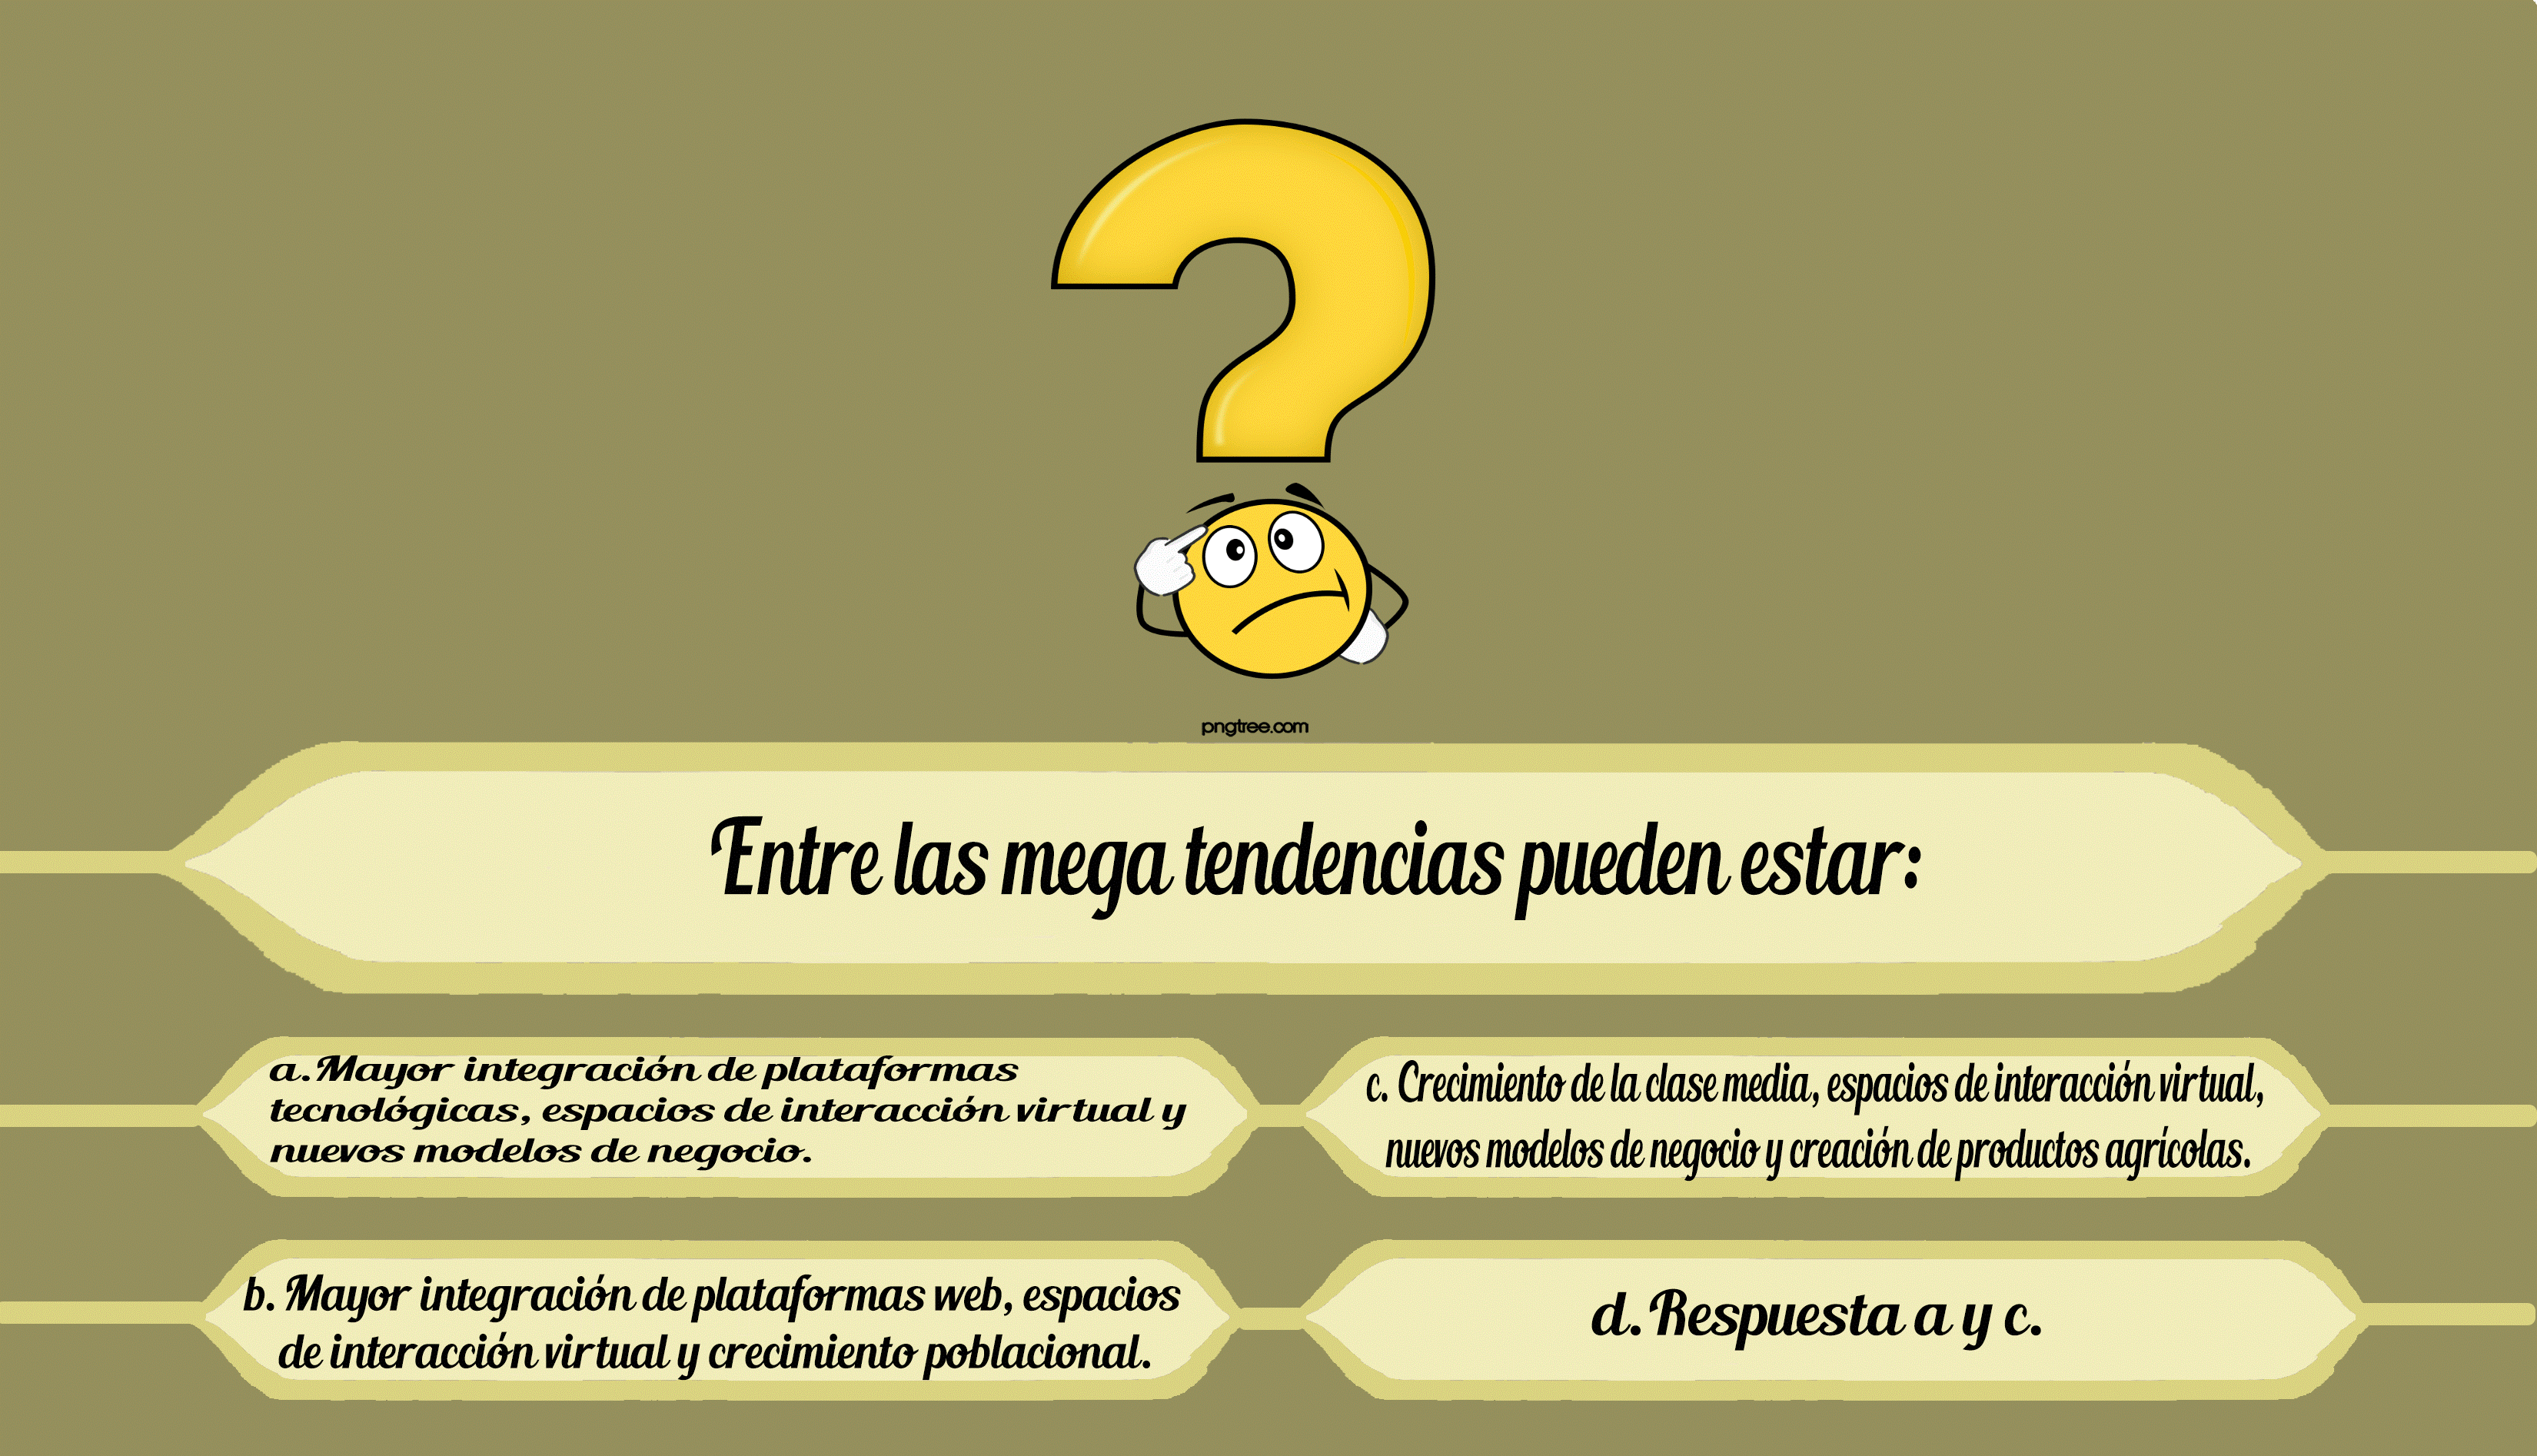 pngtree.com
Entre las mega tendencias pueden estar:
a.Mayor integración de plataformas
tecnológicas, espacios de interacción virtual y
nuevos modelos de negocio.
c. Crecimiento de la clase media, espacios de interacción virtual,
nuevos modelos de negocio y creación de productos agrícolas.
b. Mayor integración de plataformas web, espacios
de interacción virtual y crecimiento poblacional.
d.Respuesta a y c.